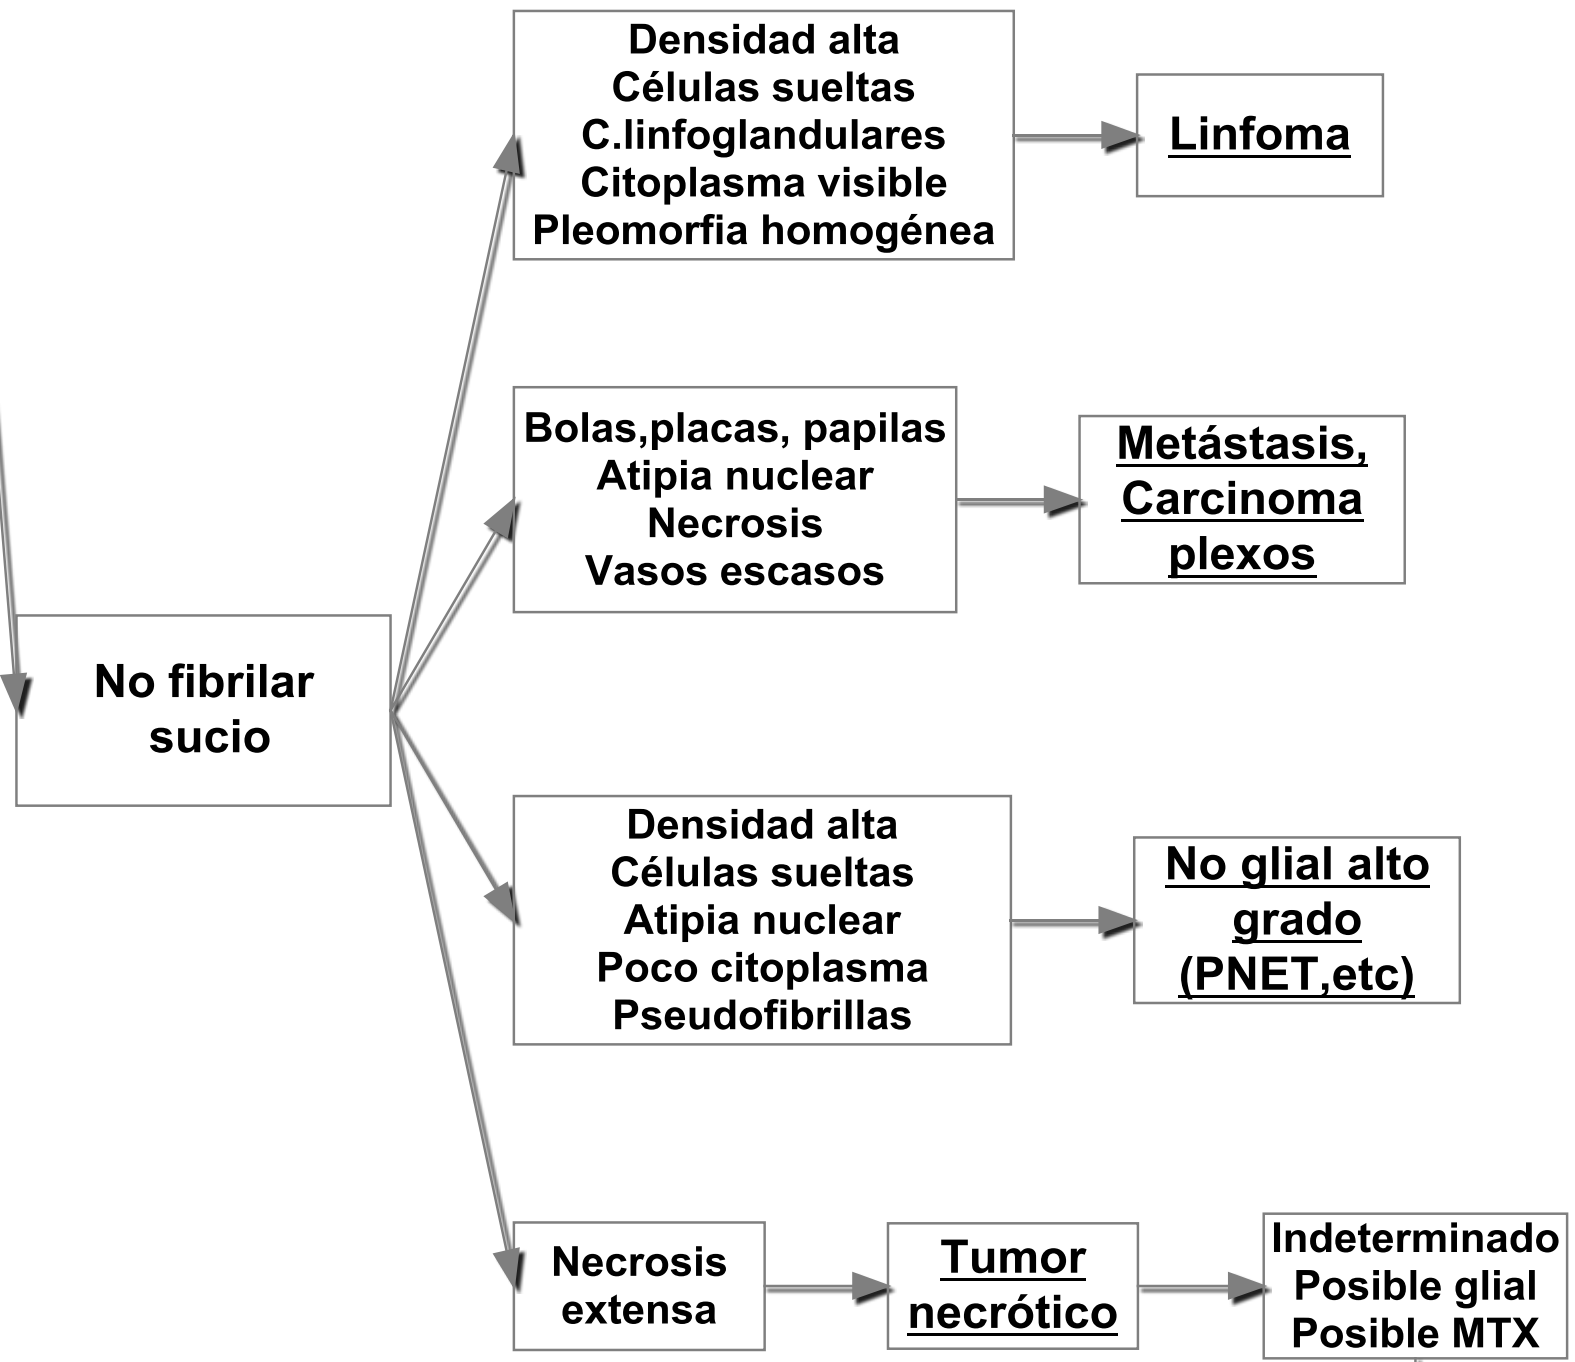 Densidad alta
Células sueltas
C.linfoglandulares
Citoplasma visible
Pleomorfia homogénea
Linfoma
Bolas,placas, papilas
Atipia nuclear
Necrosis
Vasos escasos
Metástasis,
Carcinoma
plexos
No fibrilar
sucio
Densidad alta
Células sueltas
Atipia nuclear
Poco citoplasma
Pseudofibrillas
No glial alto
grado
(PNET,etc)
Necrosis
extensa
Tumor
necrótico
Indeterminado
Posible glial
Posible MTX